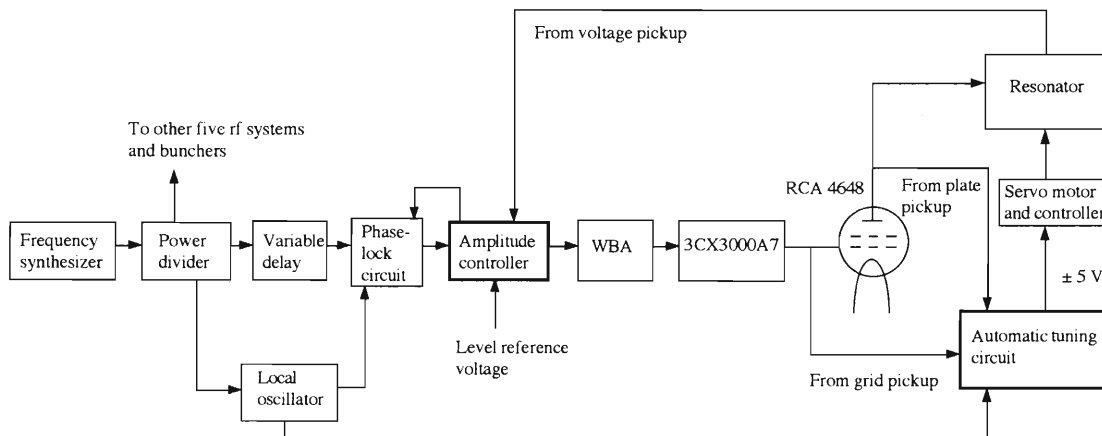 From voltage pickup
Resonator
To other five rf systems
and bunchers
RCA 4648
From plate
pickup
Servo motor
and controller
Frequency
synthesizer
Power
divider
Variable
delay
Phase-
lock
circuit
Amplitude
controller
WBA
3CX3000A7
± 5 V
Level reference
voltage
Automatic tuning
circuit
From grid pickup
Local
oscillator